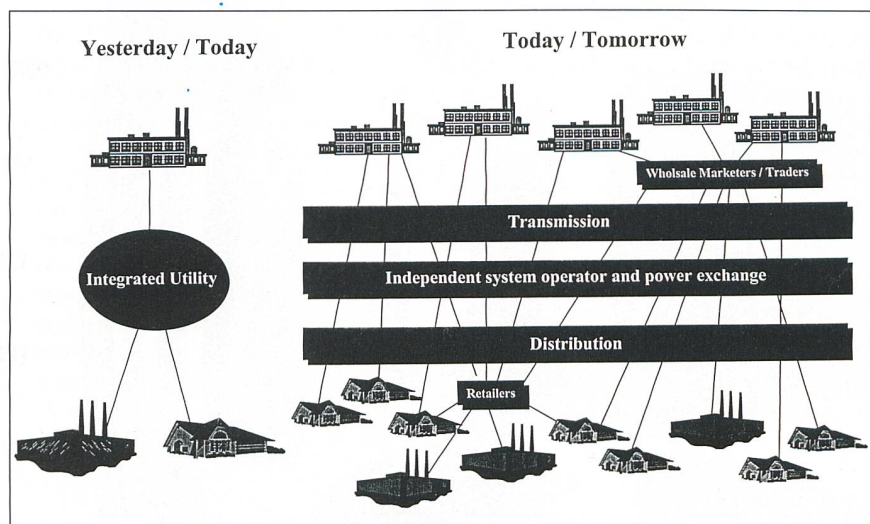 Yesterday / Today
Today / Tomorrow
Wholsale Marketers / Traders
Transmission
Integrated Utility
Independent system operator and power exchange
Distribution
Retailers